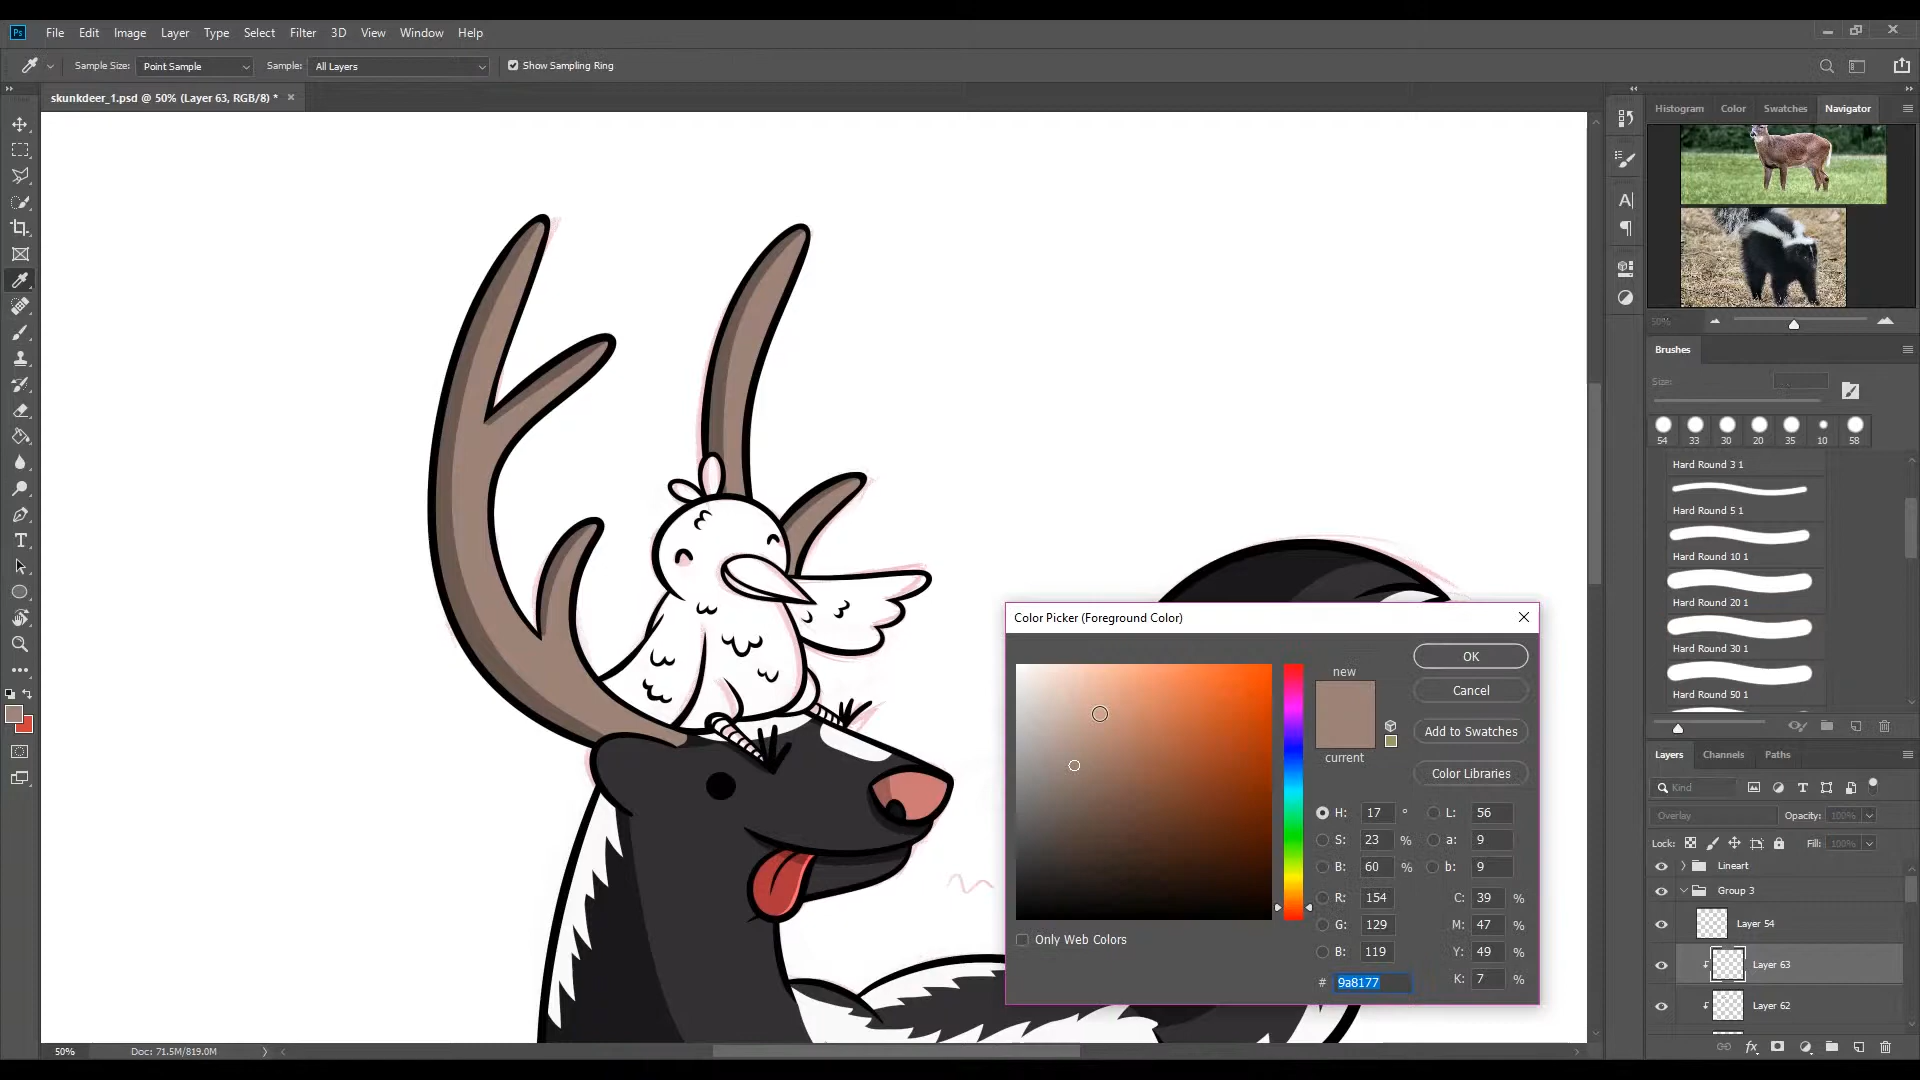 Ps File Edit Image Layer Type Select Filter 3D View Window Help
Sample Size: Point Sample Sample: All Layers Show Sampling Ring
skunkdeer_1.psd @ 50% (Layer 63, RGB/8) * ×
Histogram Color Swatches Navigator
50%
Brushes
Size:
54 33 30 20 35 10 58
Hard Round 3 1
Hard Round 5 1
Hard Round 10 1
Hard Round 20 1
Hard Round 30 1
Hard Round 50 1
Color Picker (Foreground Color)
new
current
OK
Cancel
Add to Swatches
Color Libraries
H: 17 ° L: 56
S: 23 % a: 9
B: 60 % b: 9
R: 154 C: 39 %
G: 129 M: 47 %
B: 119 Y: 49 %
# 9a8177 K: 7 %
Only Web Colors
Layers Channels Paths
Kind
Overlay Opacity: 100%
Lock: Fill: 100%
Lineart
Group 3
Layer 54
Layer 63
Layer 62
50% Doc: 71.5M/819.0M